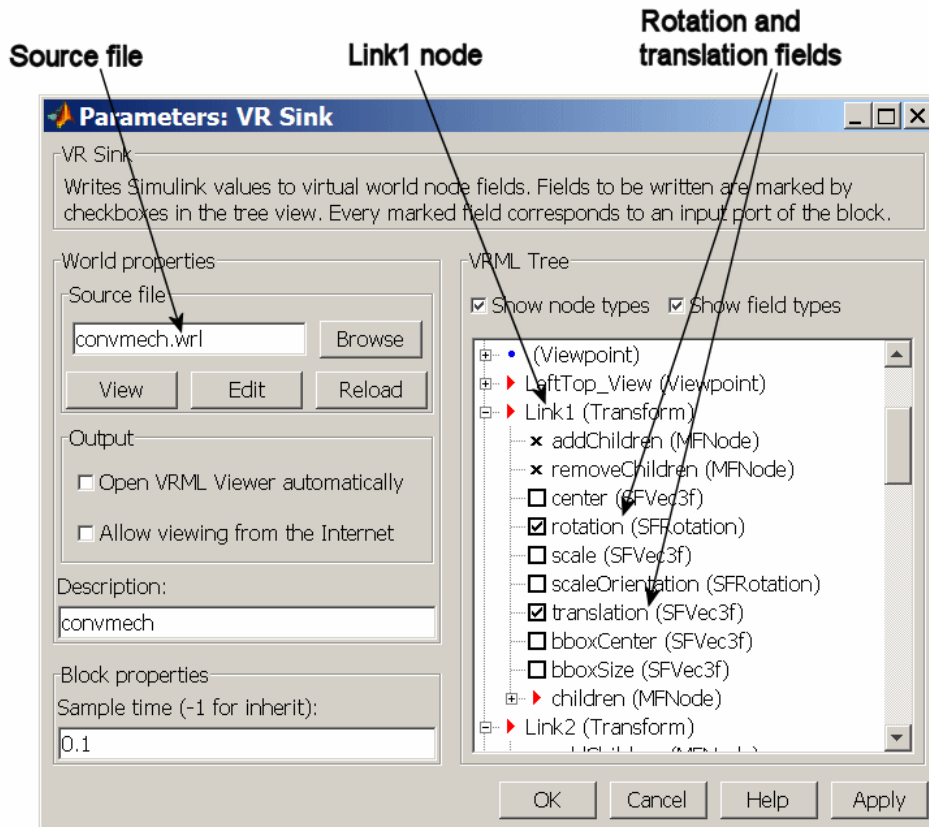 Rotation and
translation fields
Source file
Link1 node
Parameters: VR Sink
VR Sink
Writes Simulink values to virtual world node fields. Fields to be written are marked by
checkboxes in the tree view. Every marked field corresponds to an input port of the block.
World properties
Source file
convmech.wrl
Browse
View
Edit
Reload
Output
Open VRML Viewer automatically
Allow viewing from the Internet
Description:
convmech
Block properties
Sample time (-1 for inherit):
0.1
VRML Tree
Show node types
Show field types
(Viewpoint)
LeftTop_View (Viewpoint)
Link1 (Transform)
addChildren (MFNode)
removeChildren (MFNode)
center (SFVec3f)
rotation (SFRotation)
scale (SFVec3f)
scaleOrientation (SFRotation)
translation (SFVec3f)
bboxCenter (SFVec3f)
bboxSize (SFVec3f)
children (MFNode)
Link2 (Transform)
addChildren (MFNode)
OK
Cancel
Help
Apply